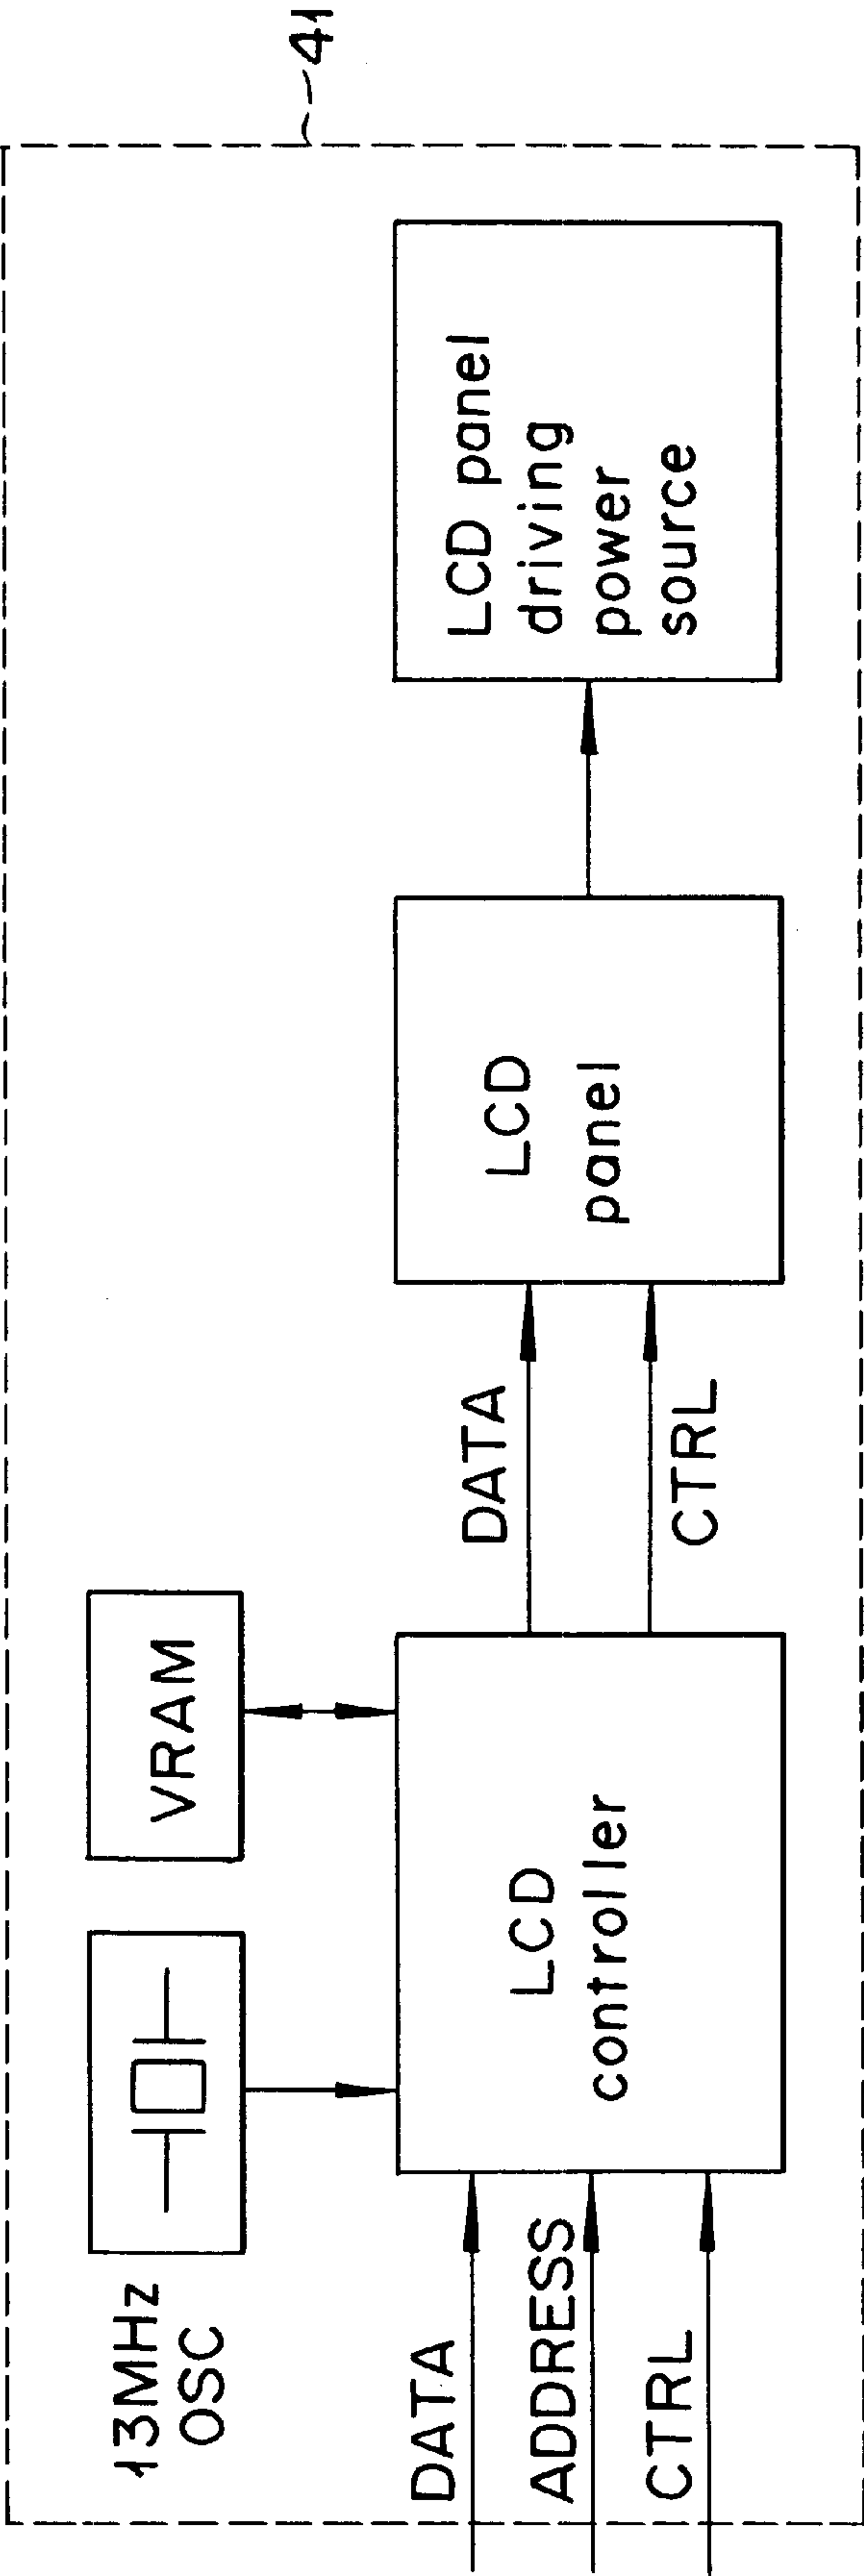 41
13MHz
OSC
VRAM
DATA
ADDRESS
CTRL
LCD
controller
DATA
CTRL
LCD
panel
LCD panel
driving
power
source